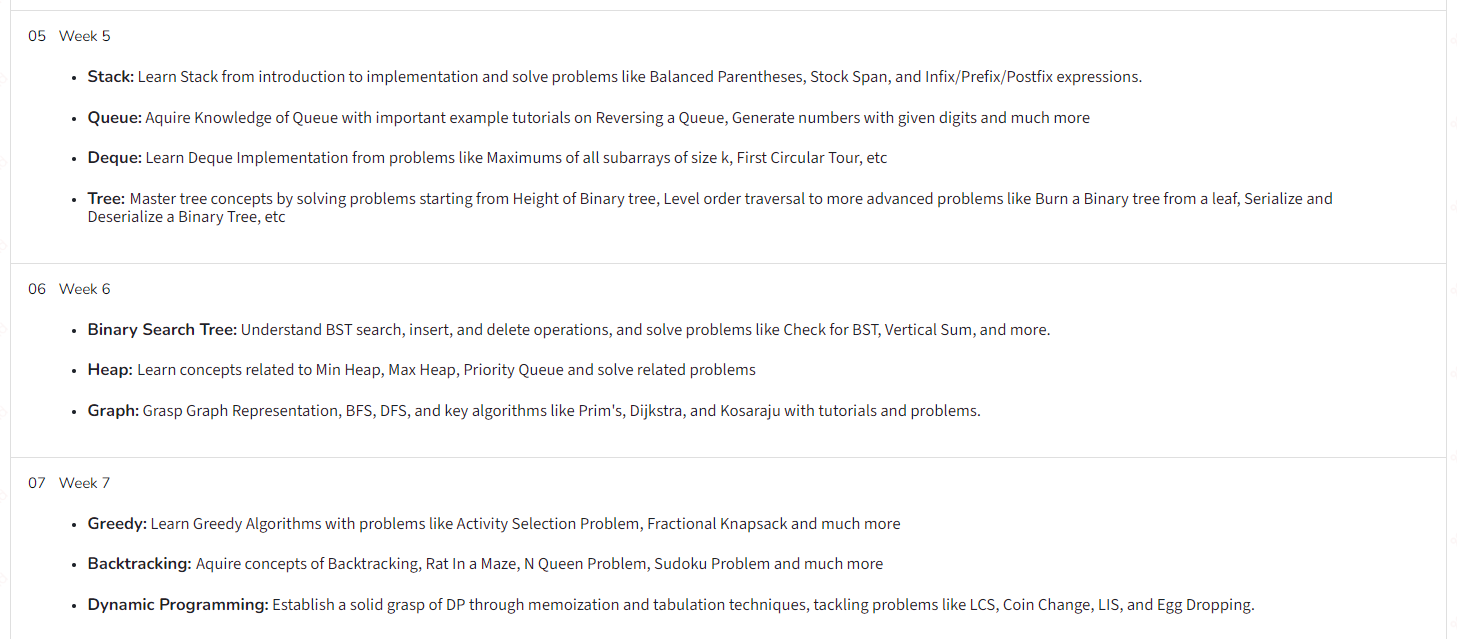 05 Week 5
• Stack: Learn Stack from introduction to implementation and solve problems like Balanced Parentheses, Stock Span, and Infix/Prefix/Postfix expressions.
• Queue: Aquire Knowledge of Queue with important example tutorials on Reversing a Queue, Generate numbers with given digits and much more
• Deque: Learn Deque Implementation from problems like Maximums of all subarrays of size k, First Circular Tour, etc
• Tree: Master tree concepts by solving problems starting from Height of Binary tree, Level order traversal to more advanced problems like Burn a Binary tree from a leaf, Serialize and
Deserialize a Binary Tree, etc
06 Week 6
• Binary Search Tree: Understand BST search, insert, and delete operations, and solve problems like Check for BST, Vertical Sum, and more.
• Heap: Learn concepts related to Min Heap, Max Heap, Priority Queue and solve related problems
• Graph: Grasp Graph Representation, BFS, DFS, and key algorithms like Prim's, Dijkstra, and Kosaraju with tutorials and problems.
07 Week 7
• Greedy: Learn Greedy Algorithms with problems like Activity Selection Problem, Fractional Knapsack and much more
• Backtracking: Aquire concepts of Backtracking, Rat In a Maze, N Queen Problem, Sudoku Problem and much more
• Dynamic Programming: Establish a solid grasp of DP through memoization and tabulation techniques, tackling problems like LCS, Coin Change, LIS, and Egg Dropping.